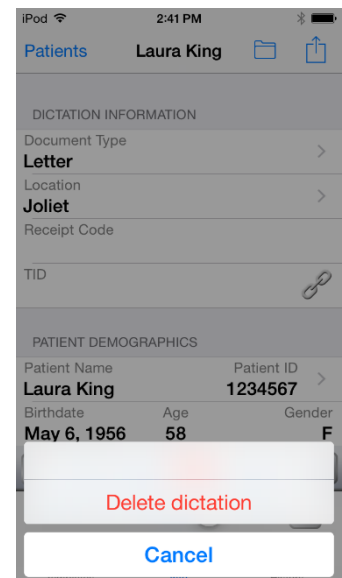 iPod 2:41 PM
Patients Laura King
DICTATION INFORMATION
Document Type
Letter
Location
Joliet
Receipt Code
TID
PATIENT DEMOGRAPHICS
Patient Name Patient ID
Laura King 1234567
Birthdate Age Gender
May 6, 1956 58 F
Delete dictation
Cancel